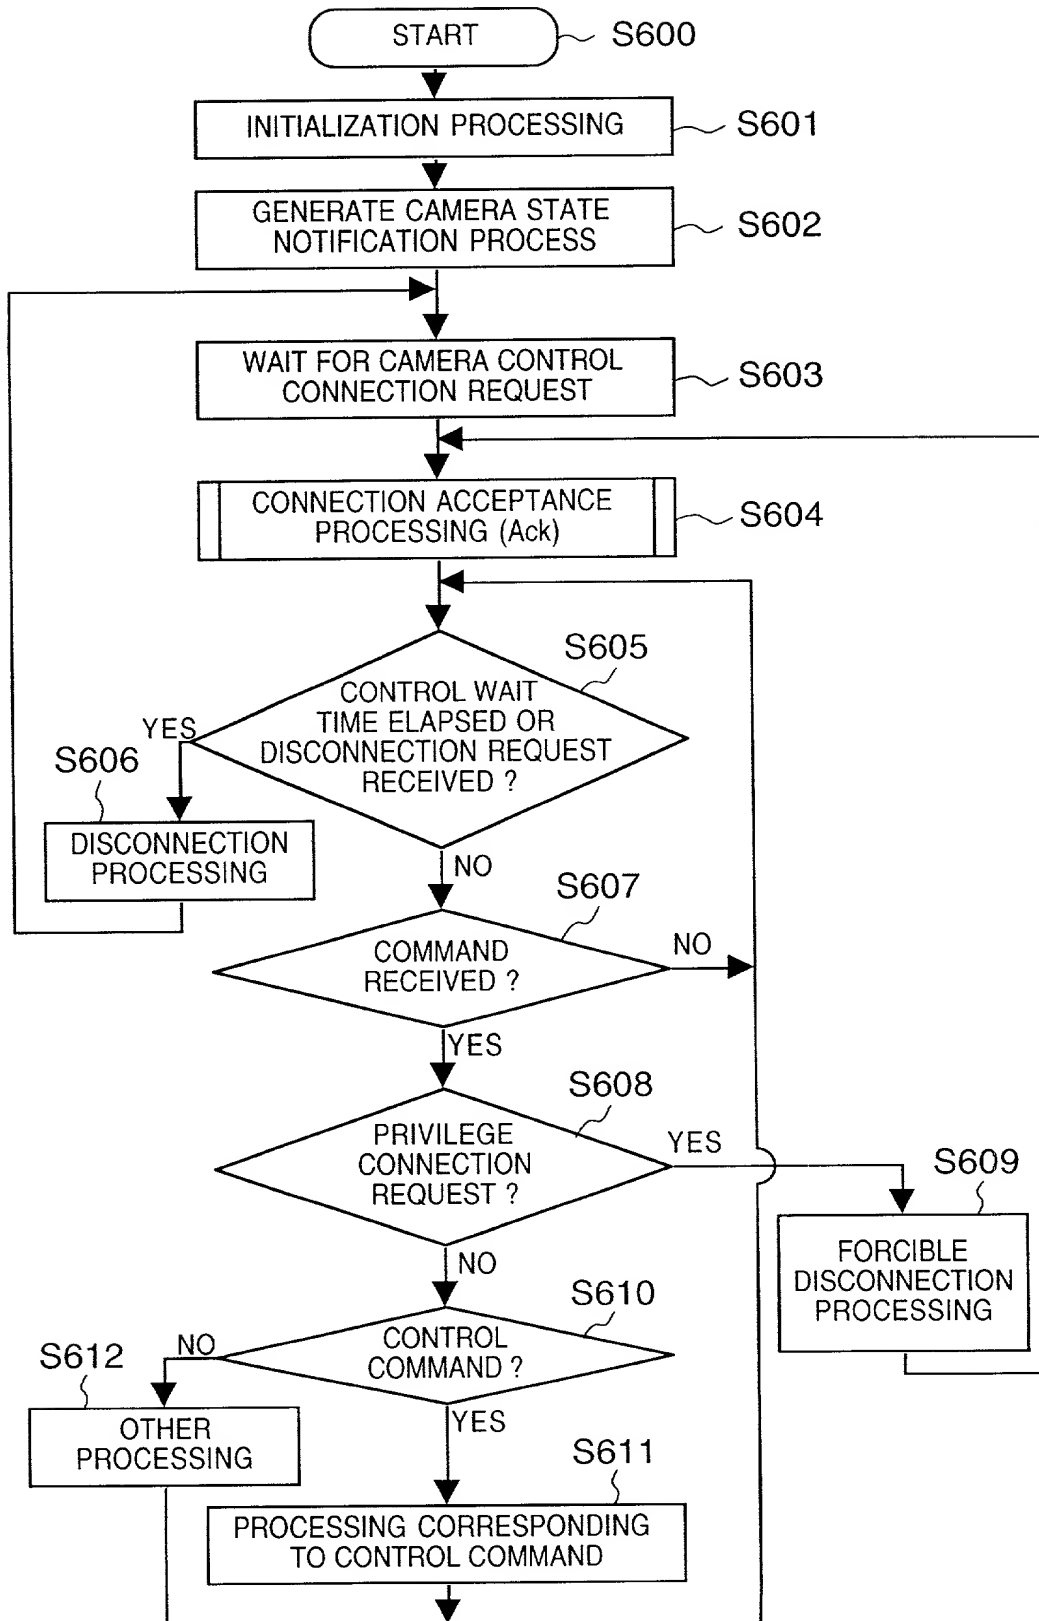 START
S600
INITIALIZATION PROCESSING
S601
GENERATE CAMERA STATE
NOTIFICATION PROCESS
S602
WAIT FOR CAMERA CONTROL
CONNECTION REQUEST
S603
CONNECTION ACCEPTANCE
PROCESSING (Ack)
S604
S605
CONTROL WAIT
TIME ELAPSED OR
DISCONNECTION REQUEST
RECEIVED ?
YES
S606
DISCONNECTION
PROCESSING
NO
S607
COMMAND
RECEIVED ?
NO
YES
S608
PRIVILEGE
CONNECTION
REQUEST ?
YES
S609
FORCIBLE
DISCONNECTION
PROCESSING
NO
S610
CONTROL
COMMAND ?
NO
S612
OTHER
PROCESSING
YES
S611
PROCESSING CORRESPONDING
TO CONTROL COMMAND